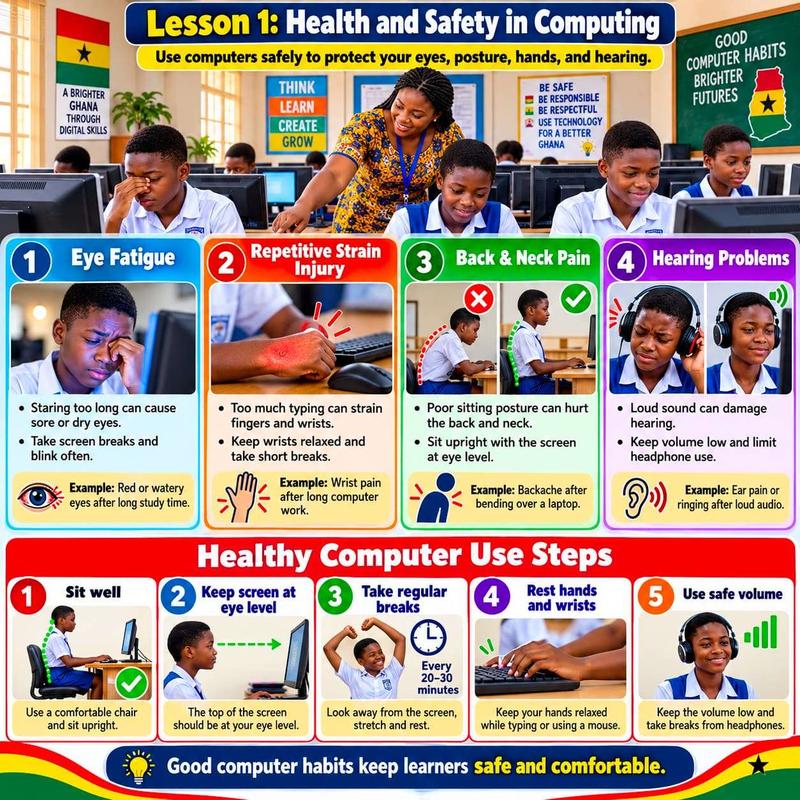 Lesson 1: Health and Safety in Computing
Use computers safely to protect your eyes, posture, hands, and hearing.
A BRIGHTER
GHANA
THROUGH
DIGITAL SKILLS
THINK
LEARN
CREATE
GROW
BE SAFE
BE RESPONSIBLE
BE RESPECTFUL
USE TECHNOLOGY
FOR A BETTER
GHANA
GOOD
COMPUTER HABITS
BRIGHTER
FUTURES
1 Eye Fatigue
• Staring too long can cause
sore or dry eyes.
• Take screen breaks and
blink often.
Example: Red or watery
eyes after long study time.
2 Repetitive Strain
Injury
• Too much typing can strain
fingers and wrists.
• Keep wrists relaxed and
take short breaks.
Example: Wrist pain
after long computer
work.
3 Back & Neck Pain
• Poor sitting posture can hurt
the back and neck.
• Sit upright with the screen
at eye level.
Example: Backache after
bending over a laptop.
4 Hearing Problems
• Loud sound can damage
hearing.
• Keep volume low and limit
headphone use.
Example: Ear pain or
ringing after loud audio.
Healthy Computer Use Steps
1 Sit well
Use a comfortable chair
and sit upright.
2 Keep screen at
eye level
The top of the screen
should be at your eye level.
3 Take regular
breaks
Every
20–30
minutes
Look away from the screen,
stretch and rest.
4 Rest hands
and wrists
Keep your hands relaxed
while typing or using a mouse.
5 Use safe volume
Keep the volume low and
take breaks from headphones.
Good computer habits keep learners safe and comfortable.